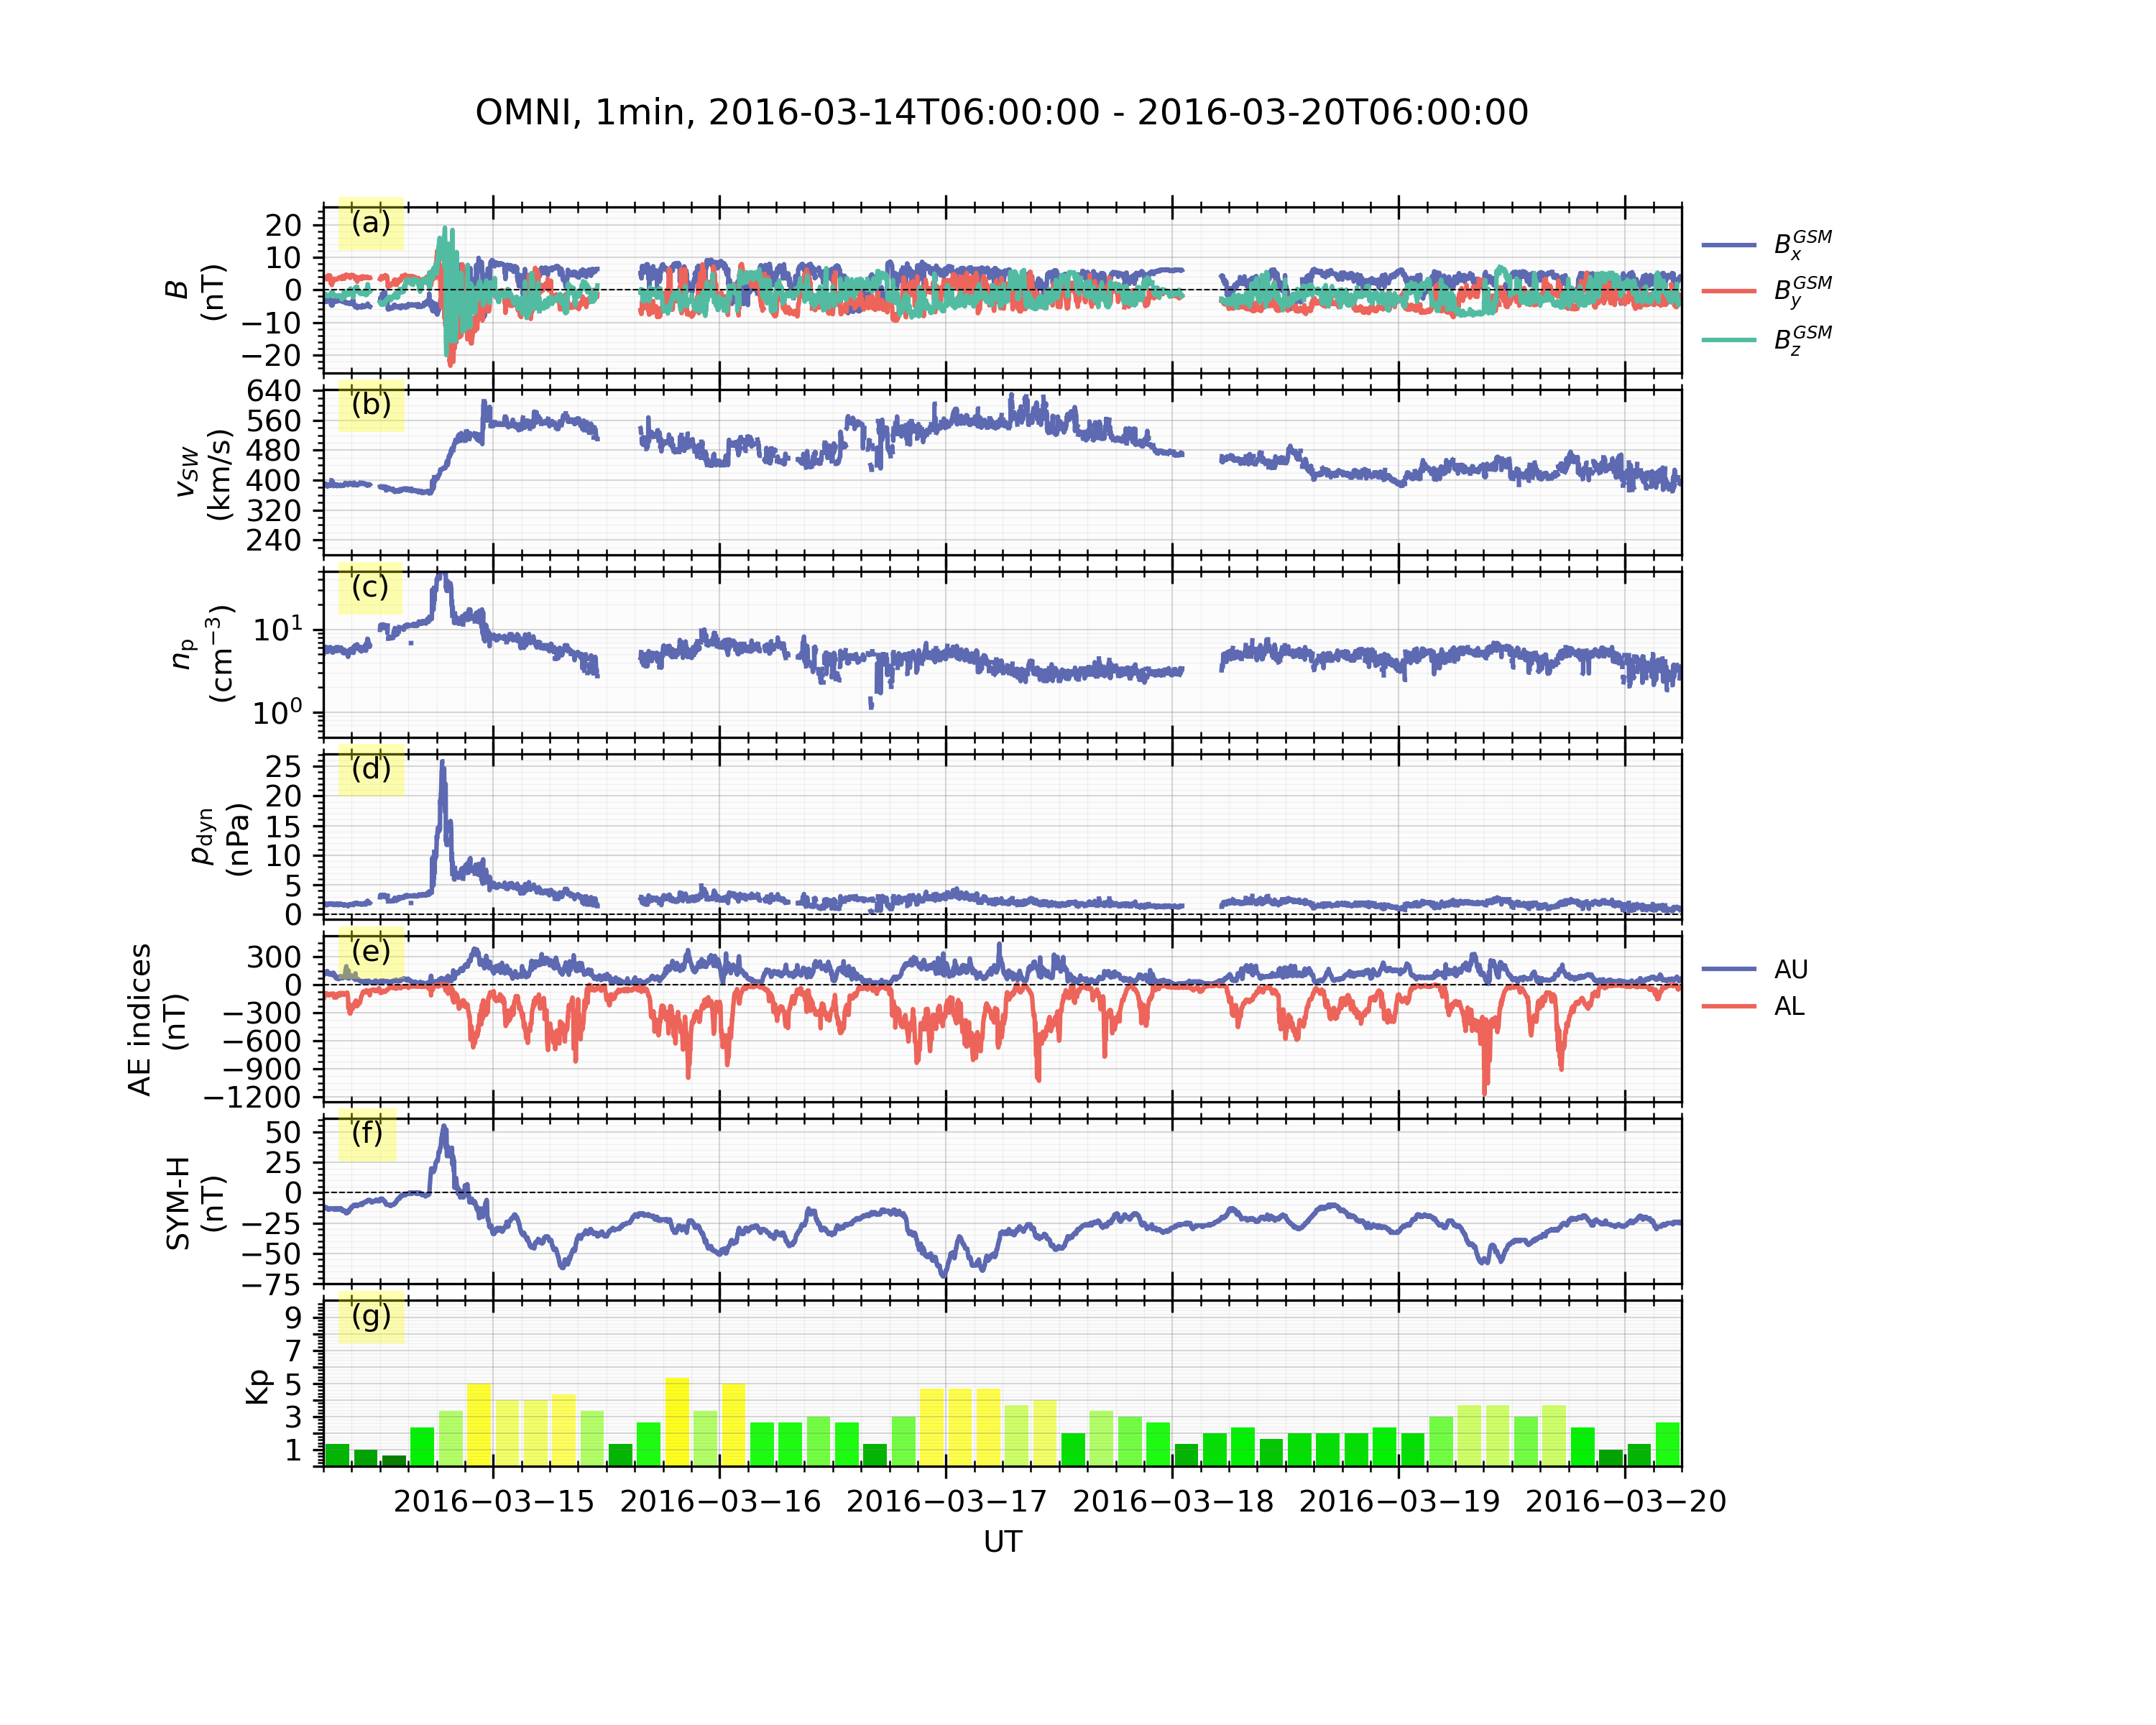 OMNI, 1min, 2016-03-14T06:00:00 - 2016-03-20T06:00:00
(a)
20
10
0
−10
−20
B
(nT)
B_x^{GSM}
B_y^{GSM}
B_z^{GSM}
(b)
640
560
480
400
320
240
v_{SW}
(km/s)
(c)
10^1
10^0
n_p
(cm^{−3})
(d)
25
20
15
10
5
0
p_{dyn}
(nPa)
(e)
300
0
−300
−600
−900
−1200
AE indices
(nT)
AU
AL
(f)
50
25
0
−25
−50
−75
SYM-H
(nT)
(g)
9
7
5
3
1
Kp
2016−03−15 2016−03−16 2016−03−17 2016−03−18 2016−03−19 2016−03−20
UT